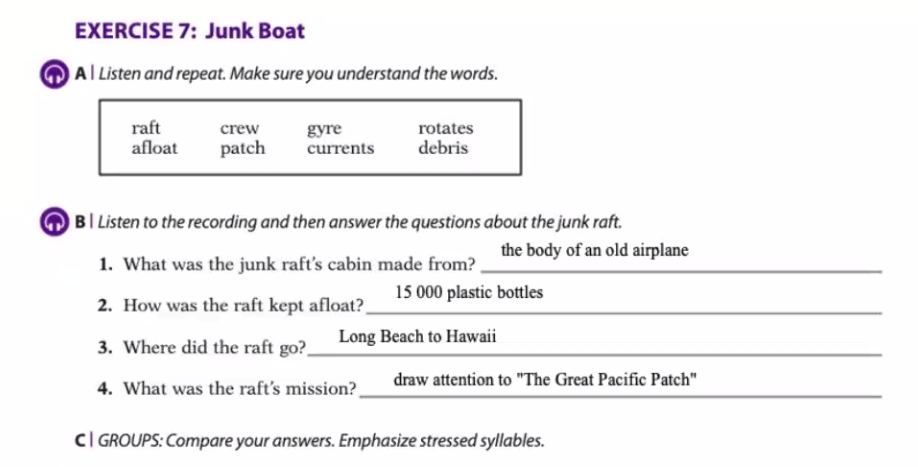 EXERCISE 7: Junk Boat
A | Listen and repeat. Make sure you understand the words.
raft crew gyre rotates
afloat patch currents debris
B | Listen to the recording and then answer the questions about the junk raft.
1. What was the junk raft's cabin made from? the body of an old airplane
2. How was the raft kept afloat? 15 000 plastic bottles
3. Where did the raft go? Long Beach to Hawaii
4. What was the raft's mission? draw attention to "The Great Pacific Patch"
C | GROUPS: Compare your answers. Emphasize stressed syllables.